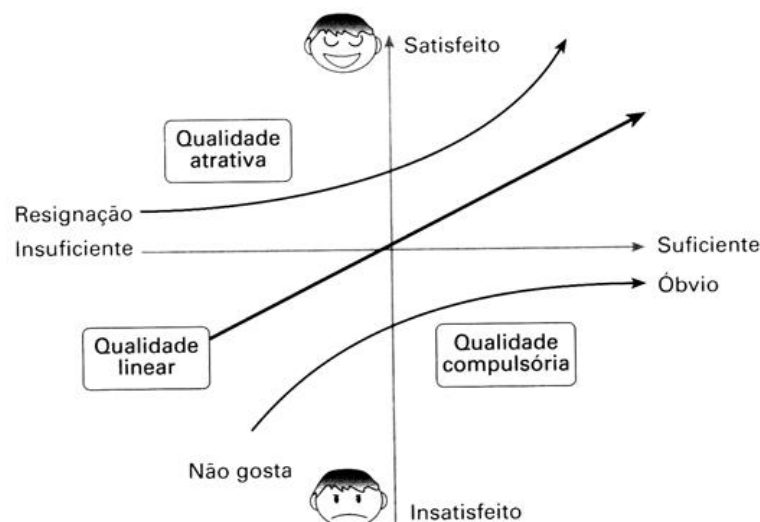 Satisfeito
Qualidade
atrativa
Resignação
Insuficiente
Suficiente
Óbvio
Qualidade
linear
Qualidade
compulsória
Não gosta
Insatisfeito